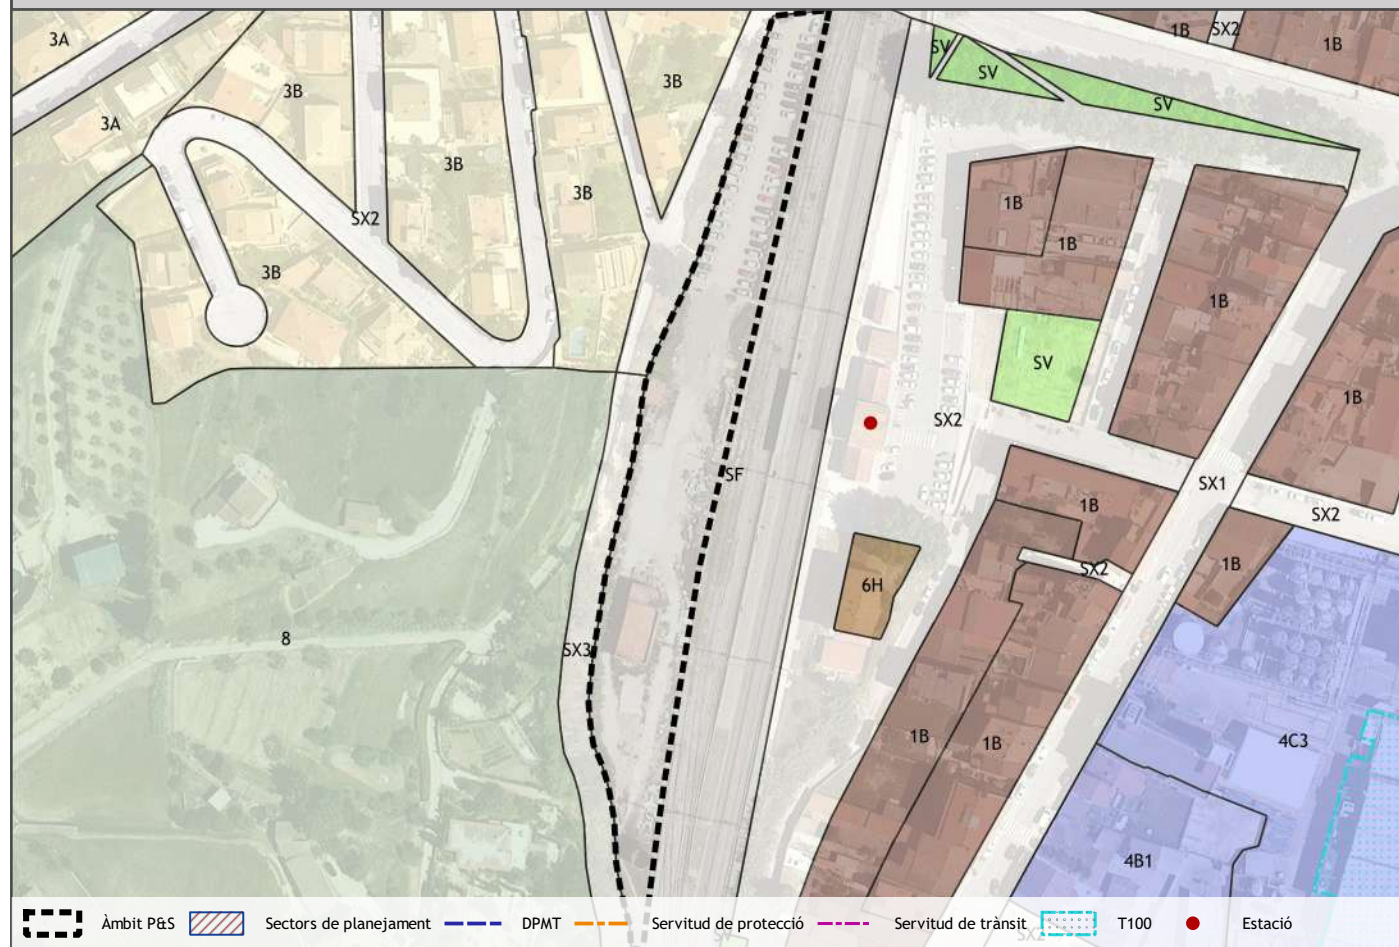 1B
SX2
1B
3A
SV
3B
3B
SV
3A
SV
3B
3B
1B
SX2
1B
3B
1B
SV
1B
SX2
SF
SX1
1B
SX2
1B
SX2
6H
8
SX3
1B
1B
4C3
4B1
Àmbit P&S Sectors de planejament DPMT Servitud de protecció Servitud de trànsit T100 Estació
SV
SX2